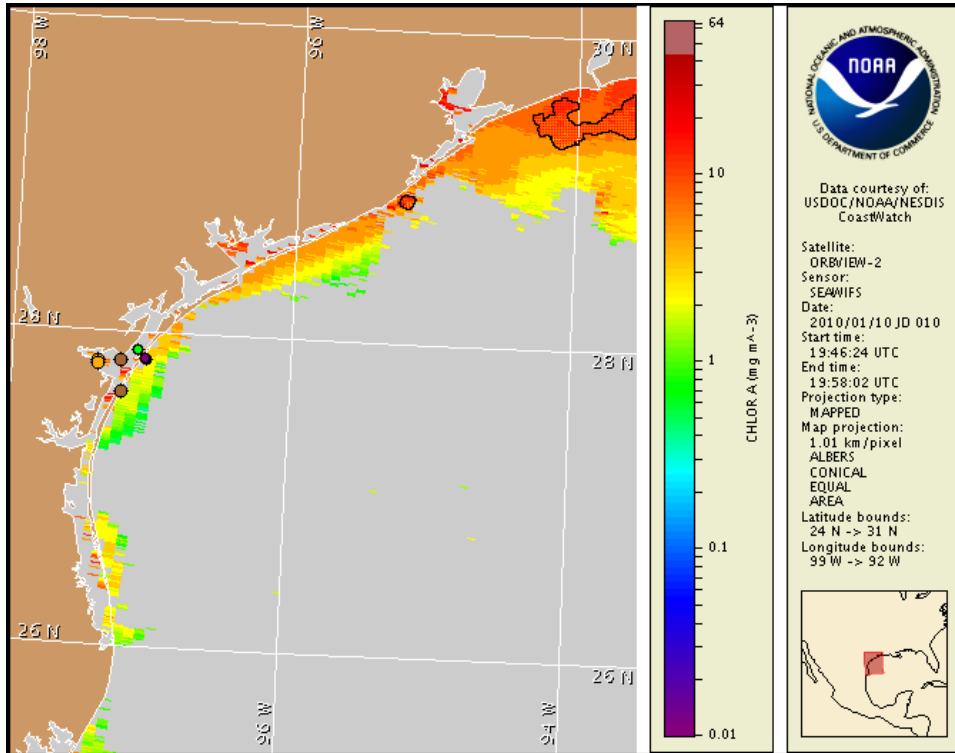 98 W
96 W
30 N
28 N
28 N
26 N
26 N
96 W
94 W
64
10
1
0.1
0.01
CHLOR A (mg m^-3)
NATIONAL OCEANIC AND ATMOSPHERIC ADMINISTRATION
NOAA
U.S. DEPARTMENT OF COMMERCE
Data courtesy of:
USDOC/NOAA/NESDIS
CoastWatch
Satellite:
ORBVIEW-2
Sensor:
SEAWIFS
Date:
2010/01/10 JD 010
Start time:
19:46:24 UTC
End time:
19:58:02 UTC
Projection type:
MAPPED
Map projection:
1.01 km/pixel
ALBERS
CONICAL
EQUAL
AREA
Latitude bounds:
24 N -> 31 N
Longitude bounds:
99 W -> 92 W